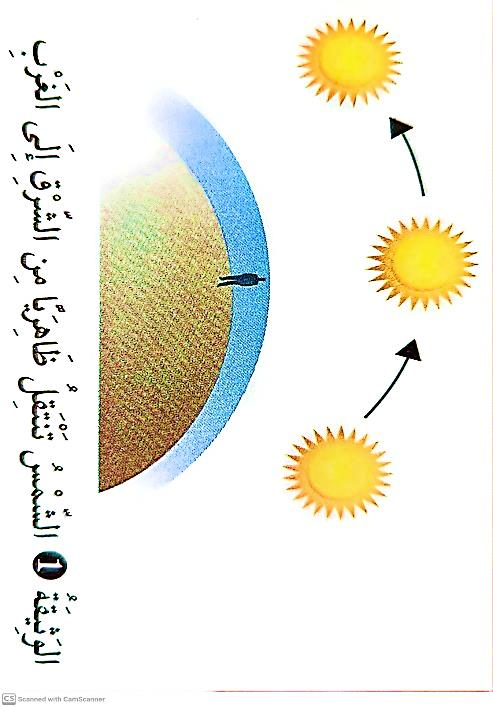 الوَثِيقَةُ 1 الشَّمْسُ تَنْتَقِلُ ظَاهِرِيًّا مِنَ الشَّرْقِ إِلَى الغَرْبِ
CS Scanned with CamScanner